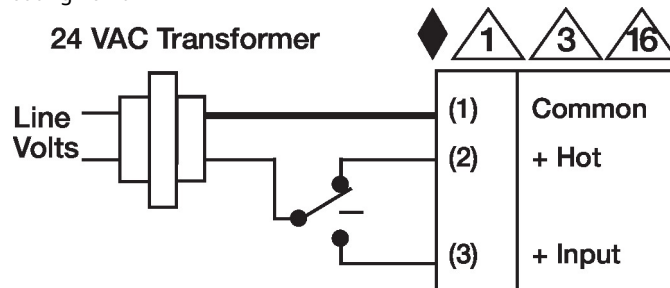 24 VAC Transformer
1 3 16
Line
Volts
(1) Common
(2) + Hot
(3) + Input